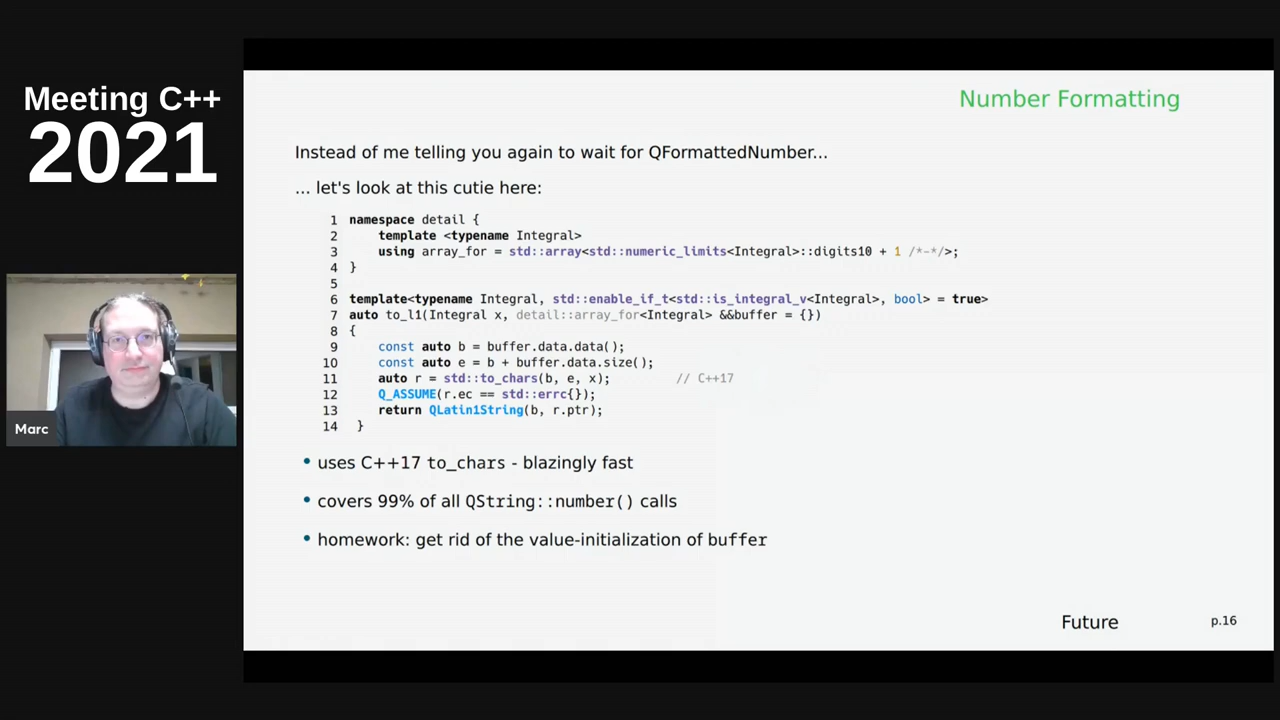 Meeting C++
2021
Marc
Number Formatting
Instead of me telling you again to wait for QFormattedNumber...
... let's look at this cutie here:
1 namespace detail {
2 template <typename Integral>
3 using array_for = std::array<std::numeric_limits<Integral>::digits10 + 1 /*-*/>;
4 }
5
6 template<typename Integral, std::enable_if_t<std::is_integral_v<Integral>, bool> = true>
7 auto to_l1(Integral x, detail::array_for<Integral> &&buffer = {})
8 {
9 const auto b = buffer.data.data();
10 const auto e = b + buffer.data.size();
11 auto r = std::to_chars(b, e, x); // C++17
12 Q_ASSUME(r.ec == std::errc{});
13 return QLatin1String(b, r.ptr);
14 }
• uses C++17 to_chars - blazingly fast
• covers 99% of all QString::number() calls
• homework: get rid of the value-initialization of buffer
Future
p.16